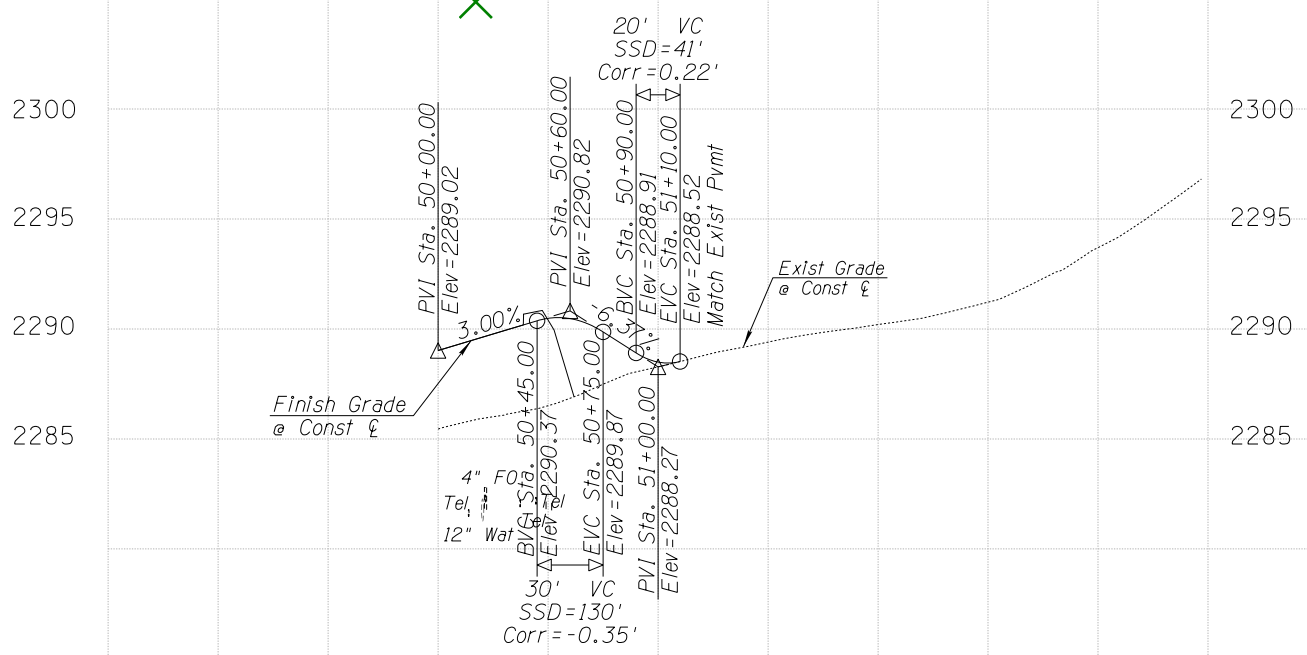 20' VC
SSD=41'
Corr=0.22'
2300
2300
PVI Sta. 50+00.00
Elev=2289.02
PVI Sta. 50+60.00
Elev=2290.82
BVC Sta. 50+90.00
Elev=2288.91
EVC Sta. 51+10.00
Elev=2288.52
Match Exist Pvmt
2295
2295
Exist Grade
@ Const ℄
2290
2290
3.00%
-6.37%
Finish Grade
@ Const ℄
2285
2285
BVC Sta. 50+45.00
Elev=2290.37
EVC Sta. 50+75.00
Elev=2289.87
PVI Sta. 51+00.00
Elev=2288.27
4" FO
Tel
Tel
Tel
12" Wat
30' VC
SSD=130'
Corr=-0.35'